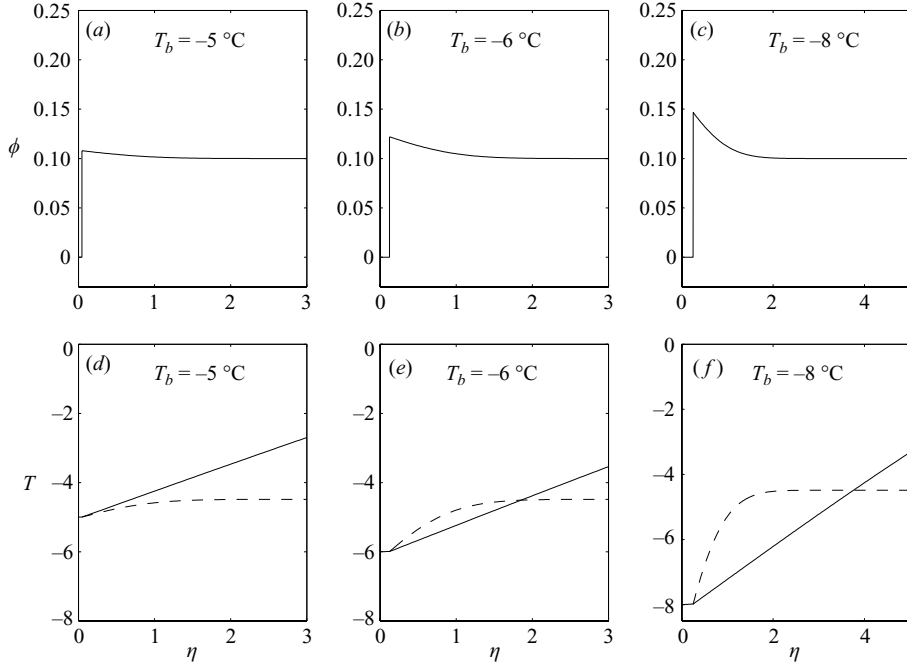 (a) T_b = –5 °C
0.25
0.20
0.15
0.10
0.05
0
ϕ
0 1 2 3
(b) T_b = –6 °C
0.25
0.20
0.15
0.10
0.05
0
0 1 2 3
(c) T_b = –8 °C
0.25
0.20
0.15
0.10
0.05
0
0 2 4
(d) T_b = –5 °C
0
–2
–4
–6
–8
T
0 1 2 3
η
(e) T_b = –6 °C
0
–2
–4
–6
–8
0 1 2 3
η
(f) T_b = –8 °C
0
–2
–4
–6
–8
0 2 4
η